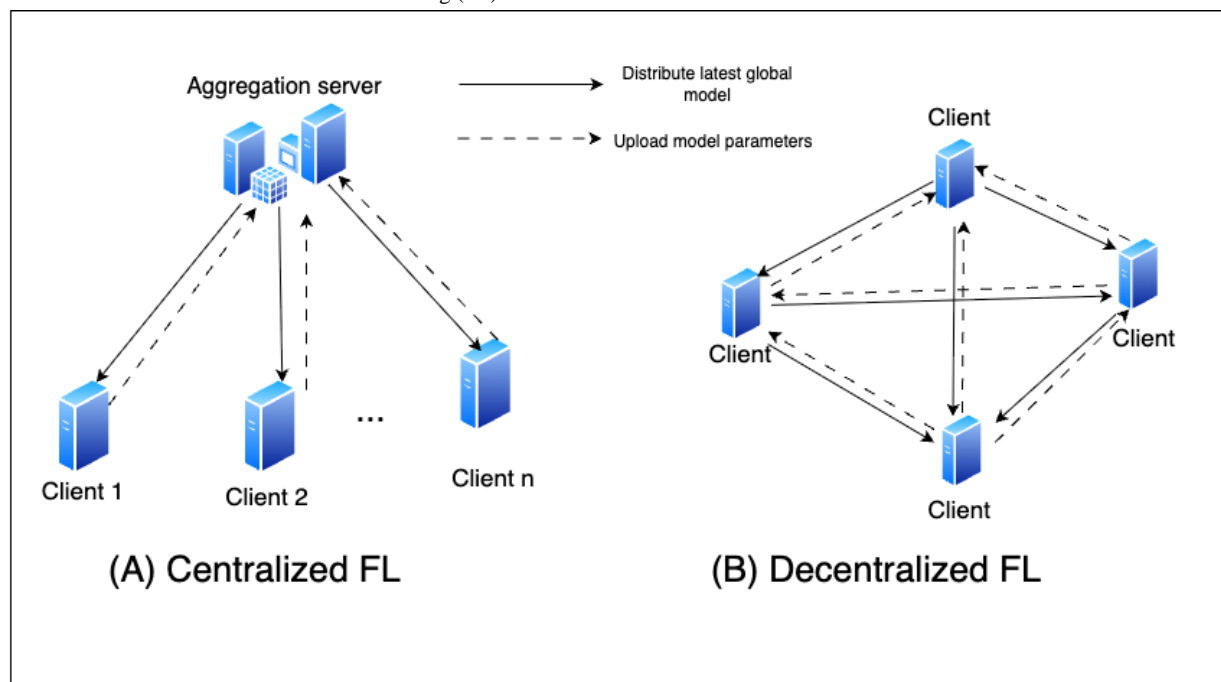 Aggregation server
Distribute latest global
model
Upload model parameters
Client 1
Client 2
...
Client n
(A) Centralized FL
Client
Client
Client
Client
(B) Decentralized FL